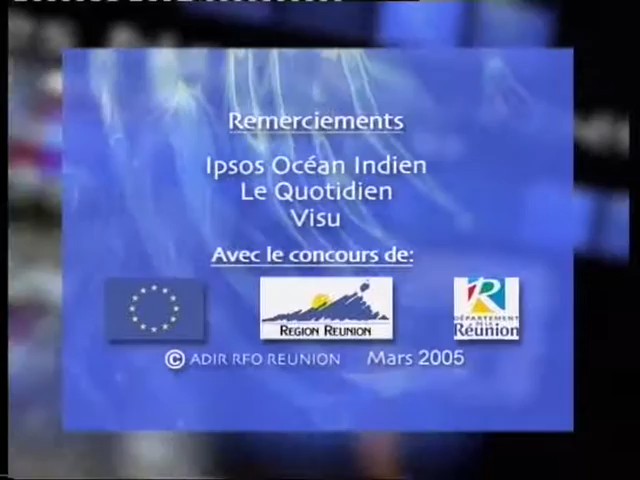 Remerciements
Ipsos Océan Indien
Le Quotidien
Visu
Avec le concours de:
REGION REUNION
R
DÉPARTEMENT
DE LA
Réunion
© ADIR RFO REUNION Mars 2005